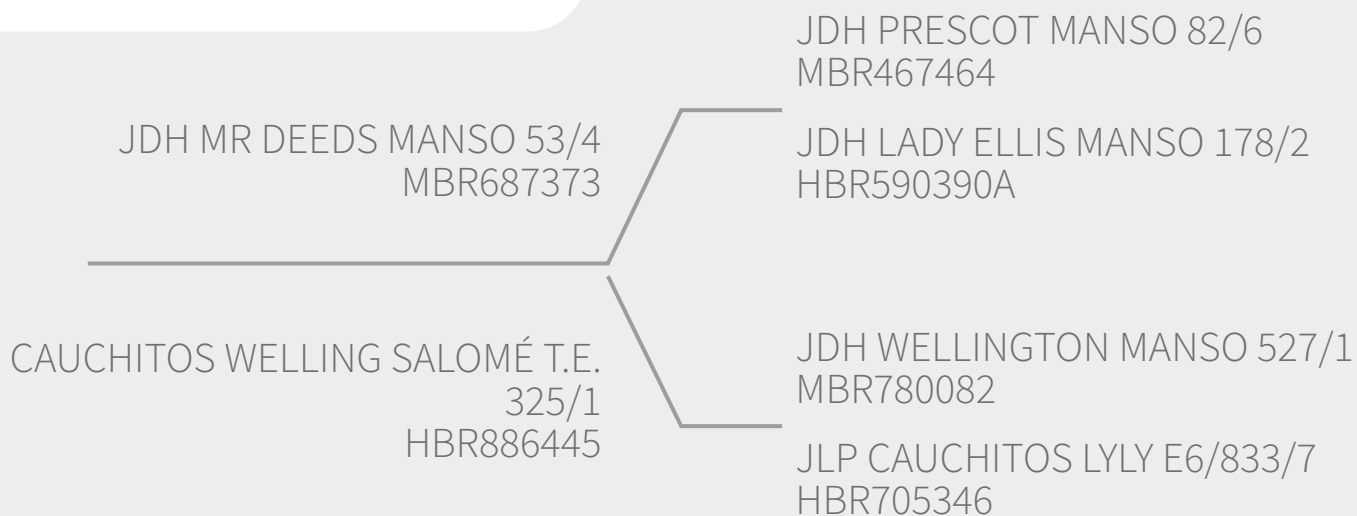 JDH PRESCOT MANSO 82/6
MBR467464
JDH MR DEEDS MANSO 53/4
MBR687373
JDH LADY ELLIS MANSO 178/2
HBR590390A
CAUCHITOS WELLING SALOMÉ T.E.
325/1
HBR886445
JDH WELLINGTON MANSO 527/1
MBR780082
JLP CAUCHITOS LYLY E6/833/7
HBR705346